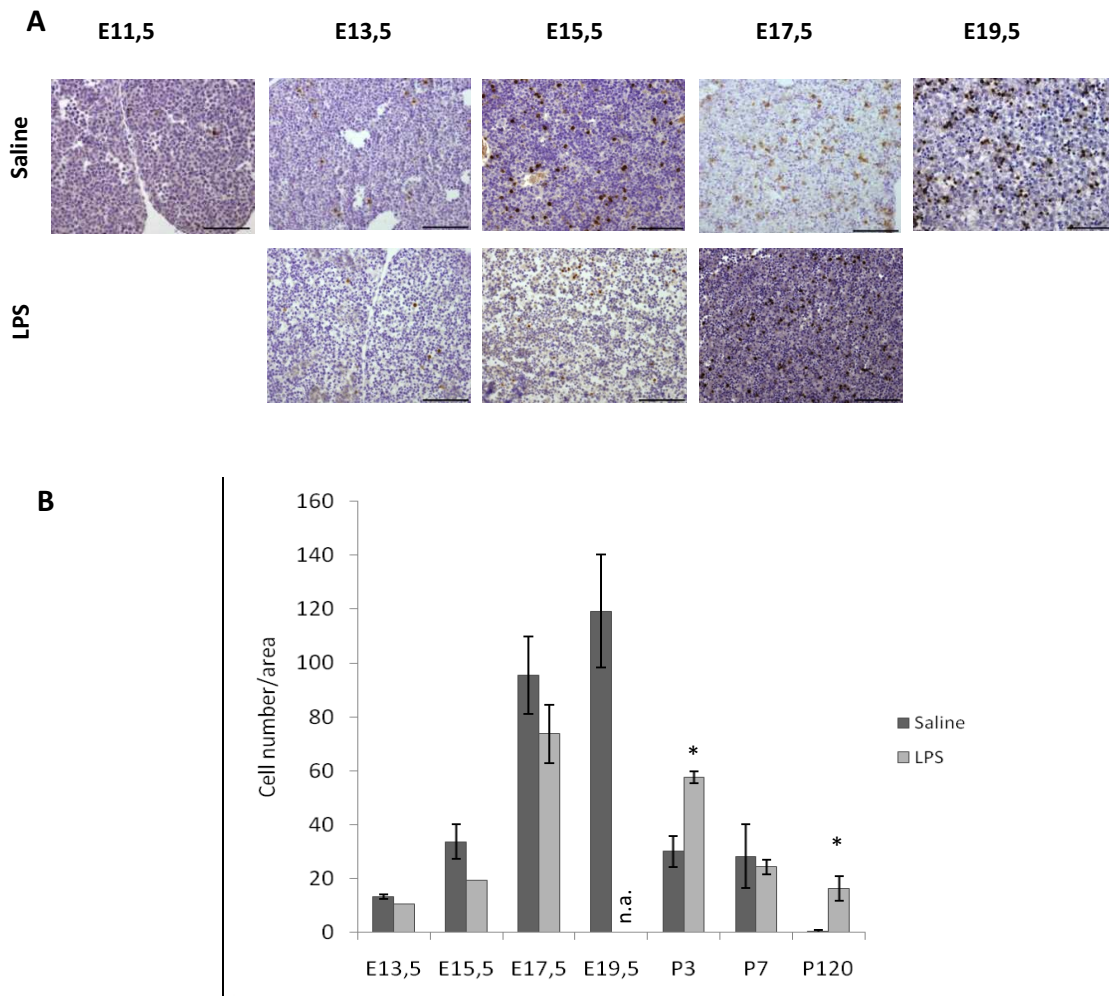 A
E11,5 E13,5 E15,5 E17,5 E19,5
Saline
LPS
B
160
140
120
100
80
60
40
20
0
Cell number/area
n.a.
*
*
E13,5 E15,5 E17,5 E19,5 P3 P7 P120
Saline
LPS